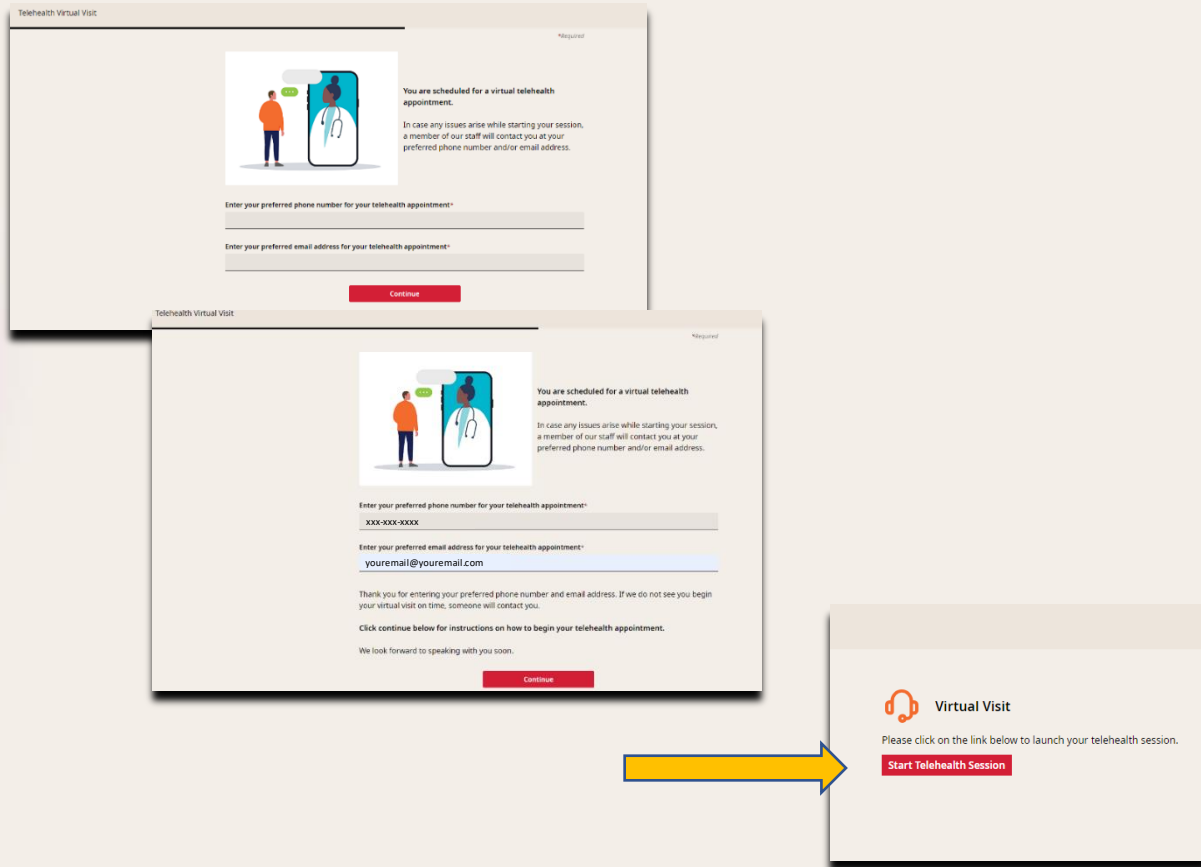 Telehealth Virtual Visit
*Required
You are scheduled for a virtual telehealth
appointment.
In case any issues arise while starting your session,
a member of our staff will contact you at your
preferred phone number and/or email address.
Enter your preferred phone number for your telehealth appointment*
Enter your preferred email address for your telehealth appointment*
Continue
Telehealth Virtual Visit
*Required
You are scheduled for a virtual telehealth
appointment.
In case any issues arise while starting your session,
a member of our staff will contact you at your
preferred phone number and/or email address.
Enter your preferred phone number for your telehealth appointment*
xxx-xxx-xxxx
Enter your preferred email address for your telehealth appointment*
youremail@youremail.com
Thank you for entering your preferred phone number and email address. If we do not see you begin
your virtual visit on time, someone will contact you.
Click continue below for instructions on how to begin your telehealth appointment.
We look forward to speaking with you soon.
Continue
Virtual Visit
Please click on the link below to launch your telehealth session.
Start Telehealth Session